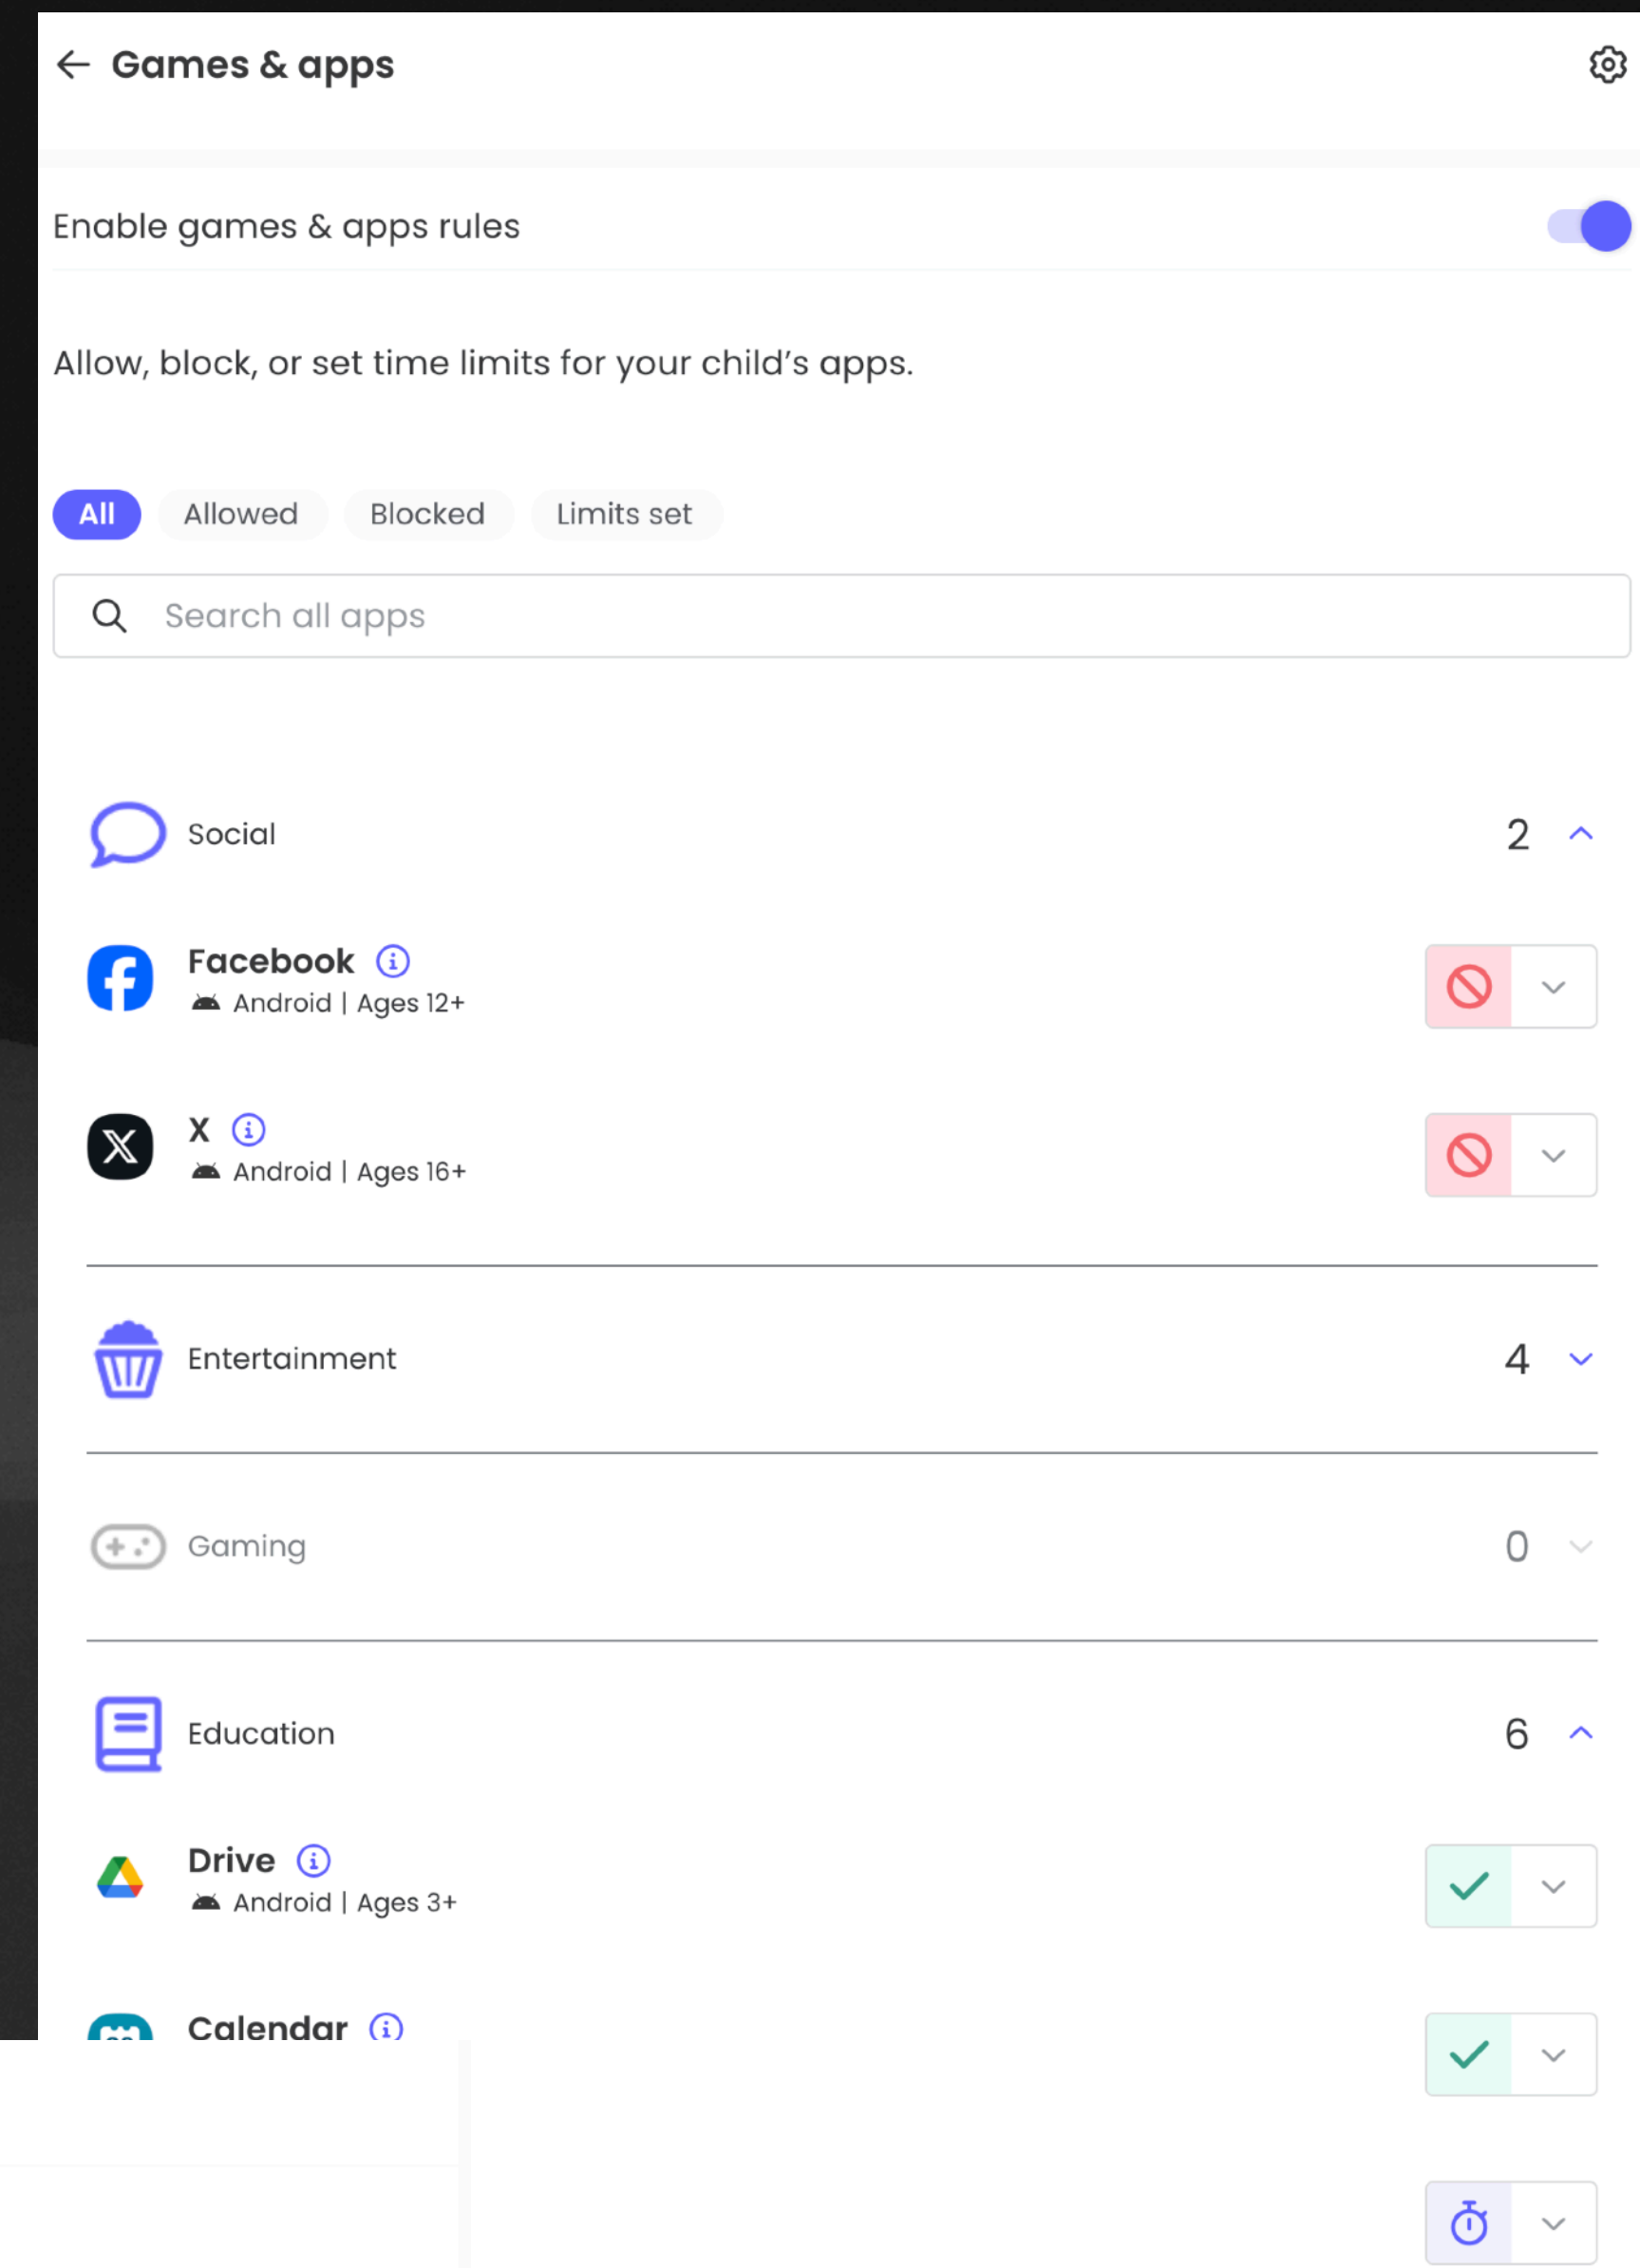 Games & apps
Enable games & apps rules
Allow, block, or set time limits for your child’s apps.
All Allowed Blocked Limits set
Search all apps
Social 2
Facebook
Android | Ages 12+
X
Android | Ages 16+
Entertainment 4
Gaming 0
Education 6
Drive
Android | Ages 3+
Calendar